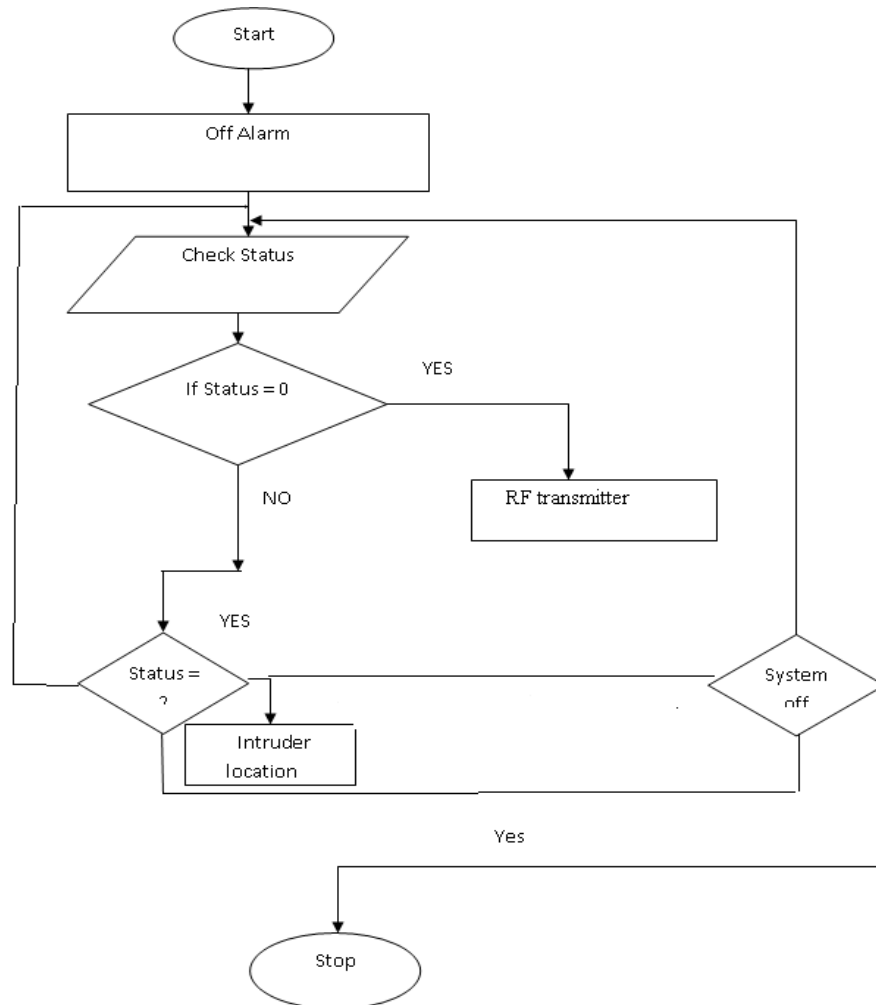 Start
Off Alarm
Check Status
If Status = 0
YES
RF transmitter
NO
YES
Status =
System
off
Intruder
location
Yes
Stop